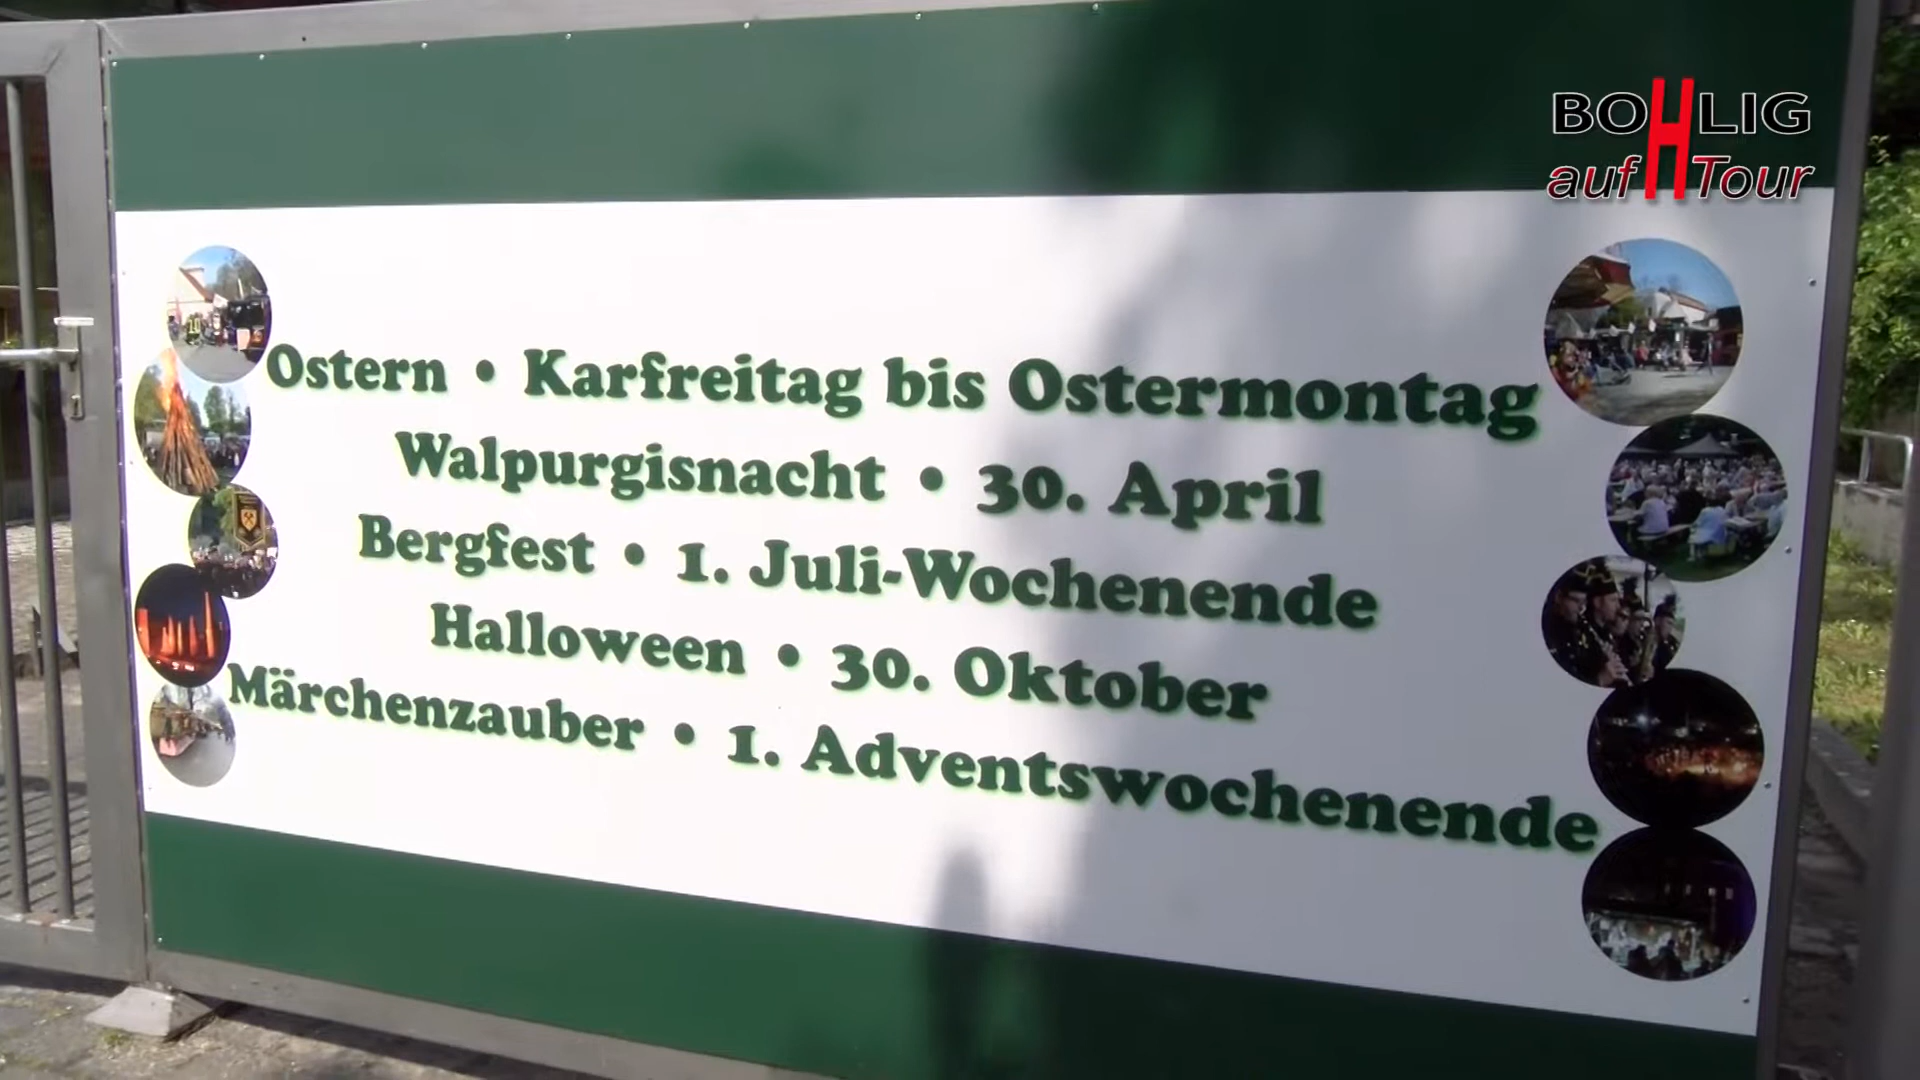 BOHLIG
auf Tour
Ostern • Karfreitag bis Ostermontag
Walpurgisnacht • 30. April
Bergfest • 1. Juli-Wochenende
Halloween • 30. Oktober
Märchenzauber • 1. Adventswochenende